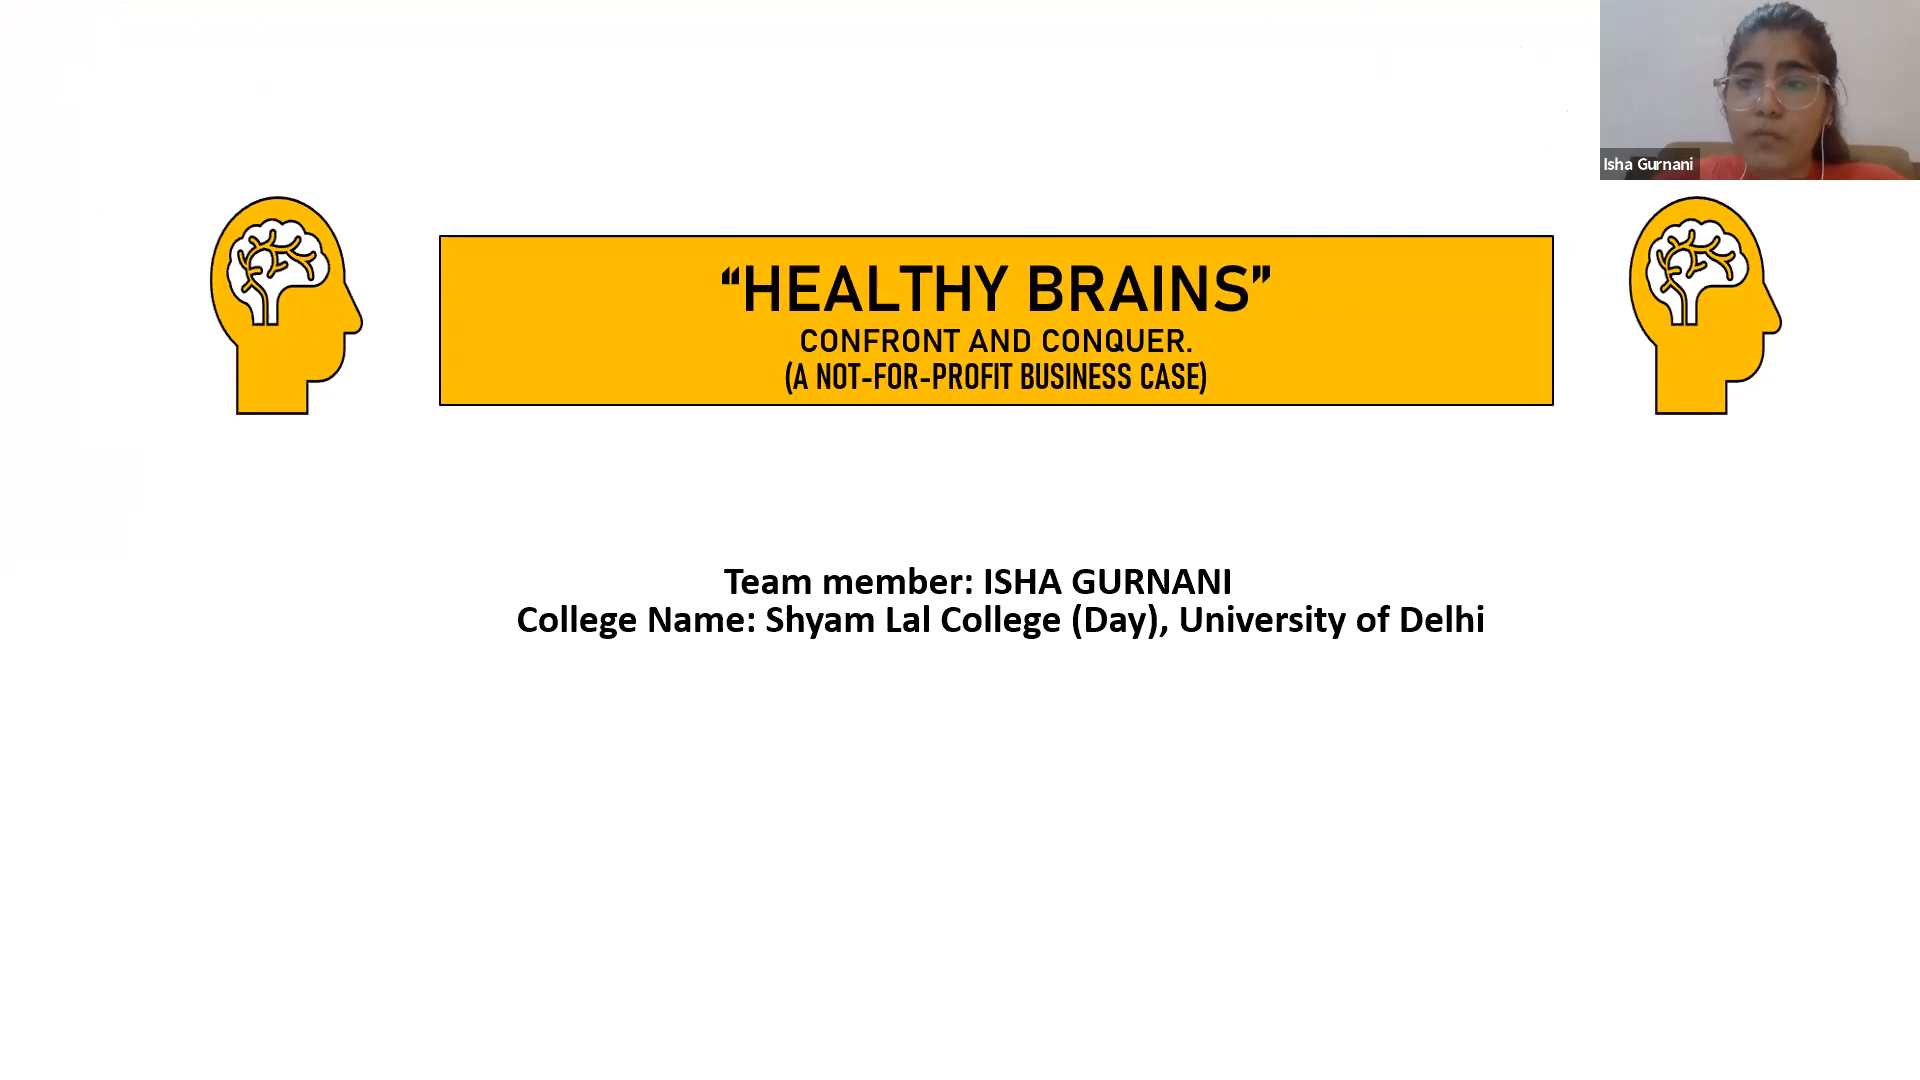 Isha Gurnani
“HEALTHY BRAINS”
CONFRONT AND CONQUER.
(A NOT-FOR-PROFIT BUSINESS CASE)
Team member: ISHA GURNANI
College Name: Shyam Lal College (Day), University of Delhi